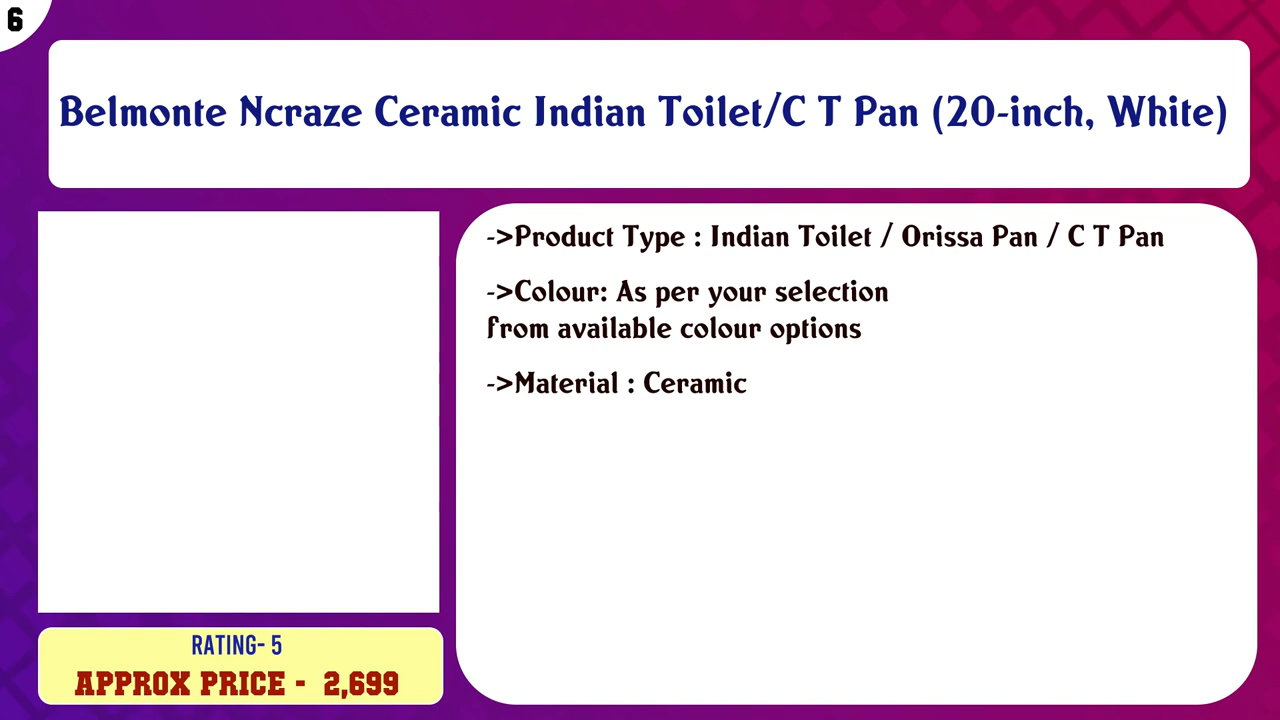 6
Belmonte Ncraze Ceramic Indian Toilet/C T Pan (20-inch, White)
->Product Type : Indian Toilet / Orissa Pan / C T Pan
->Colour: As per your selection
from available colour options
->Material : Ceramic
RATING- 5
APPROX PRICE - 2,699